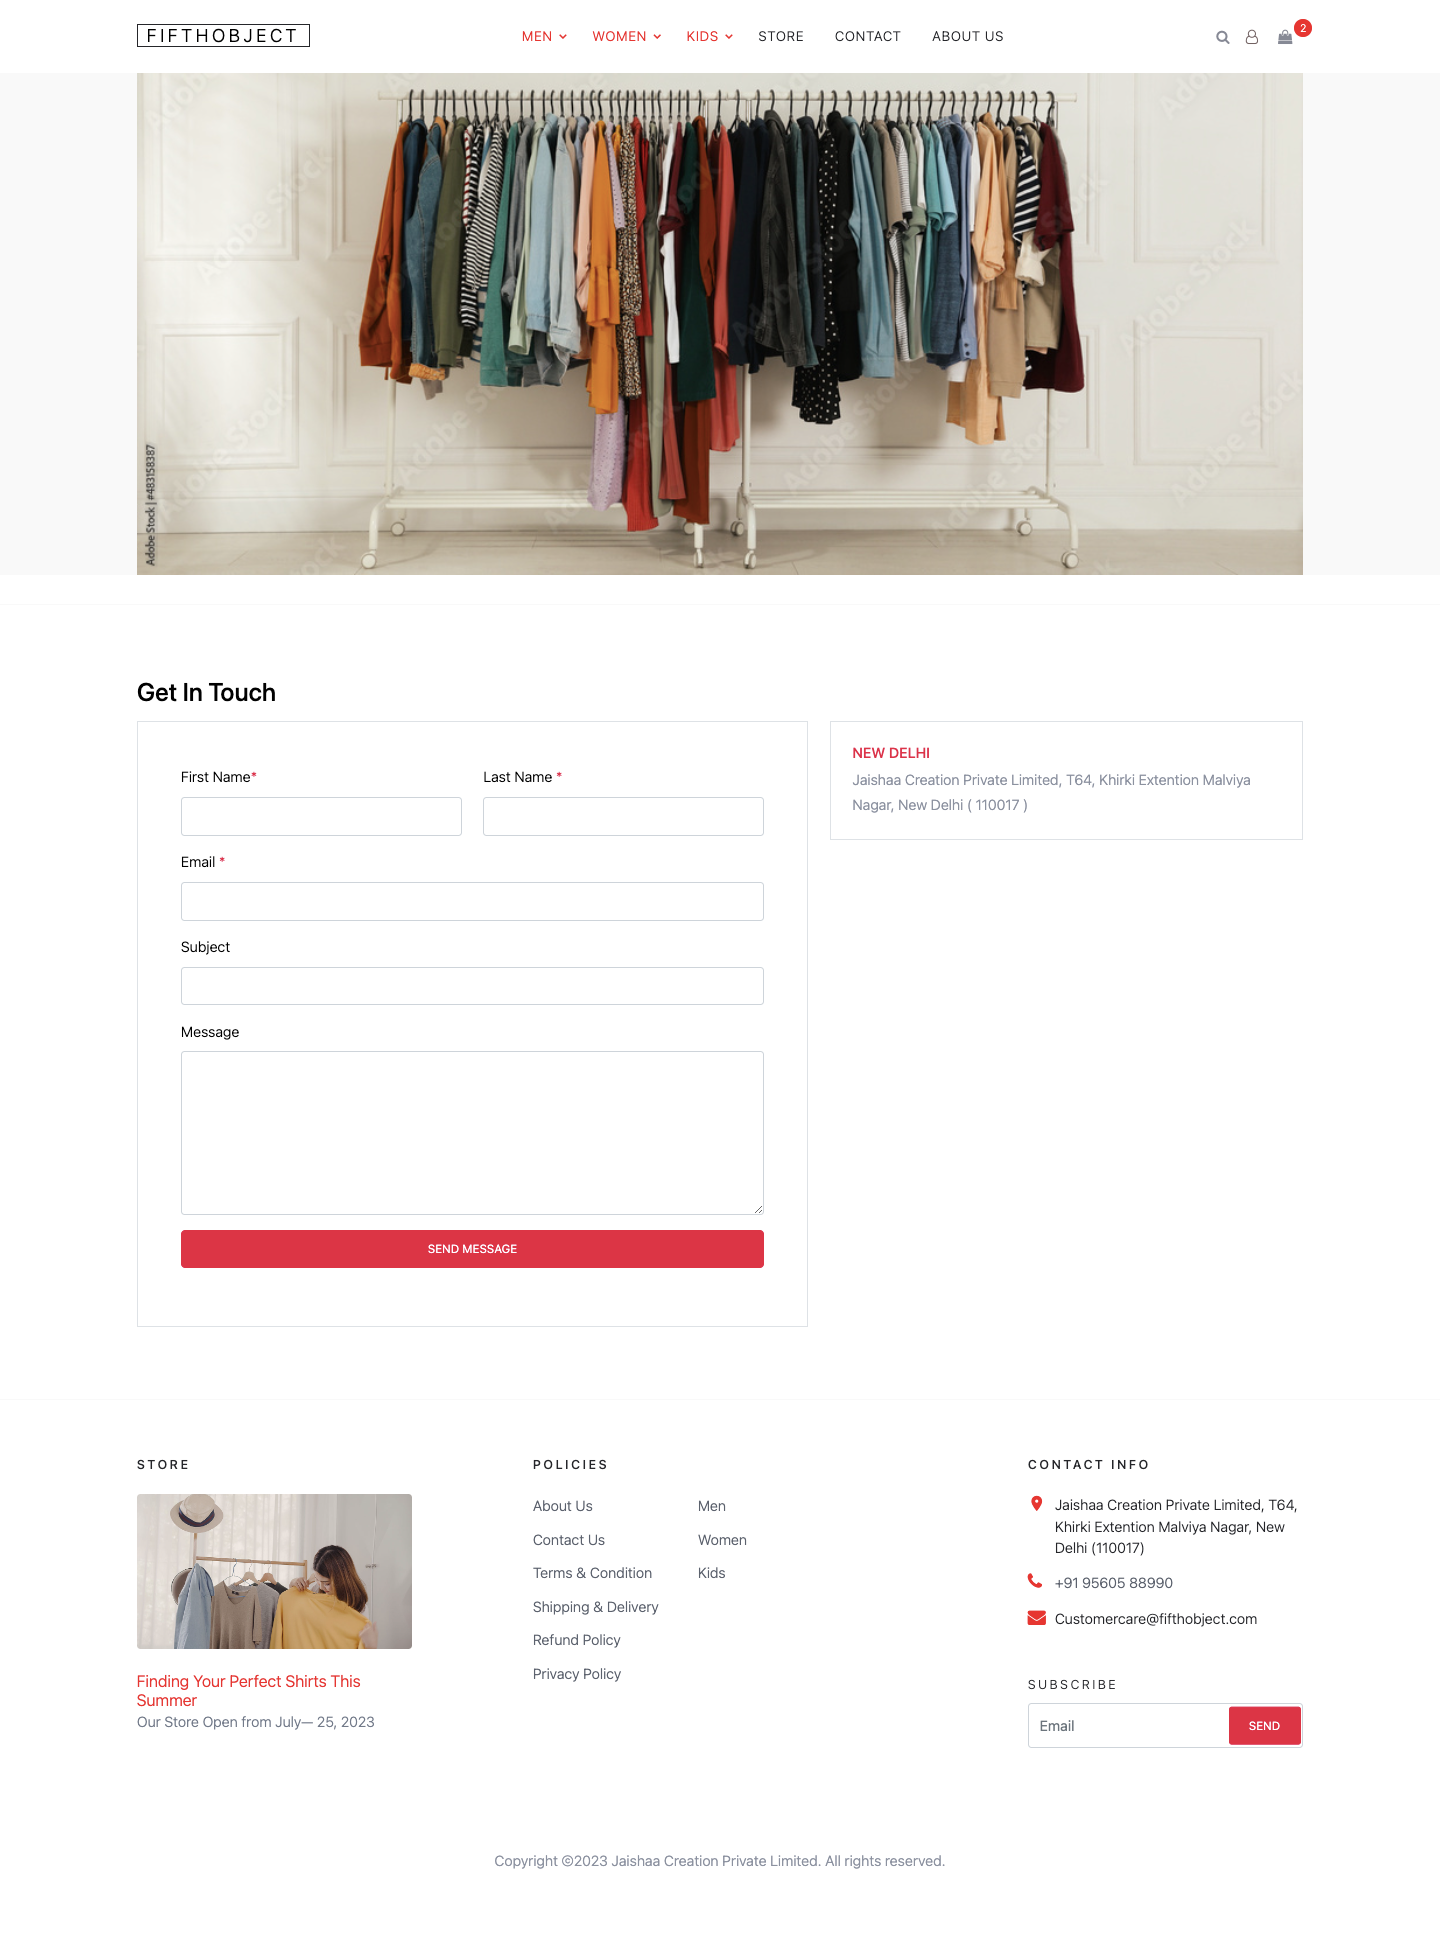 FIFTHOBJECT
MEN
WOMEN
KIDS
STORE
CONTACT
ABOUT US
2
Adobe Stock
Adobe Stock | #483158387
Get In Touch
First Name*
Last Name *
Email *
Subject
Message
SEND MESSAGE
NEW DELHI
Jaishaa Creation Private Limited, T64, Khirki Extention Malviya
Nagar, New Delhi ( 110017 )
STORE
Finding Your Perfect Shirts This
Summer
Our Store Open from July— 25, 2023
POLICIES
About Us
Contact Us
Terms & Condition
Shipping & Delivery
Refund Policy
Privacy Policy
Men
Women
Kids
CONTACT INFO
Jaishaa Creation Private Limited, T64,
Khirki Extention Malviya Nagar, New
Delhi (110017)
+91 95605 88990
Customercare@fifthobject.com
SUBSCRIBE
Email
SEND
Copyright ©2023 Jaishaa Creation Private Limited. All rights reserved.